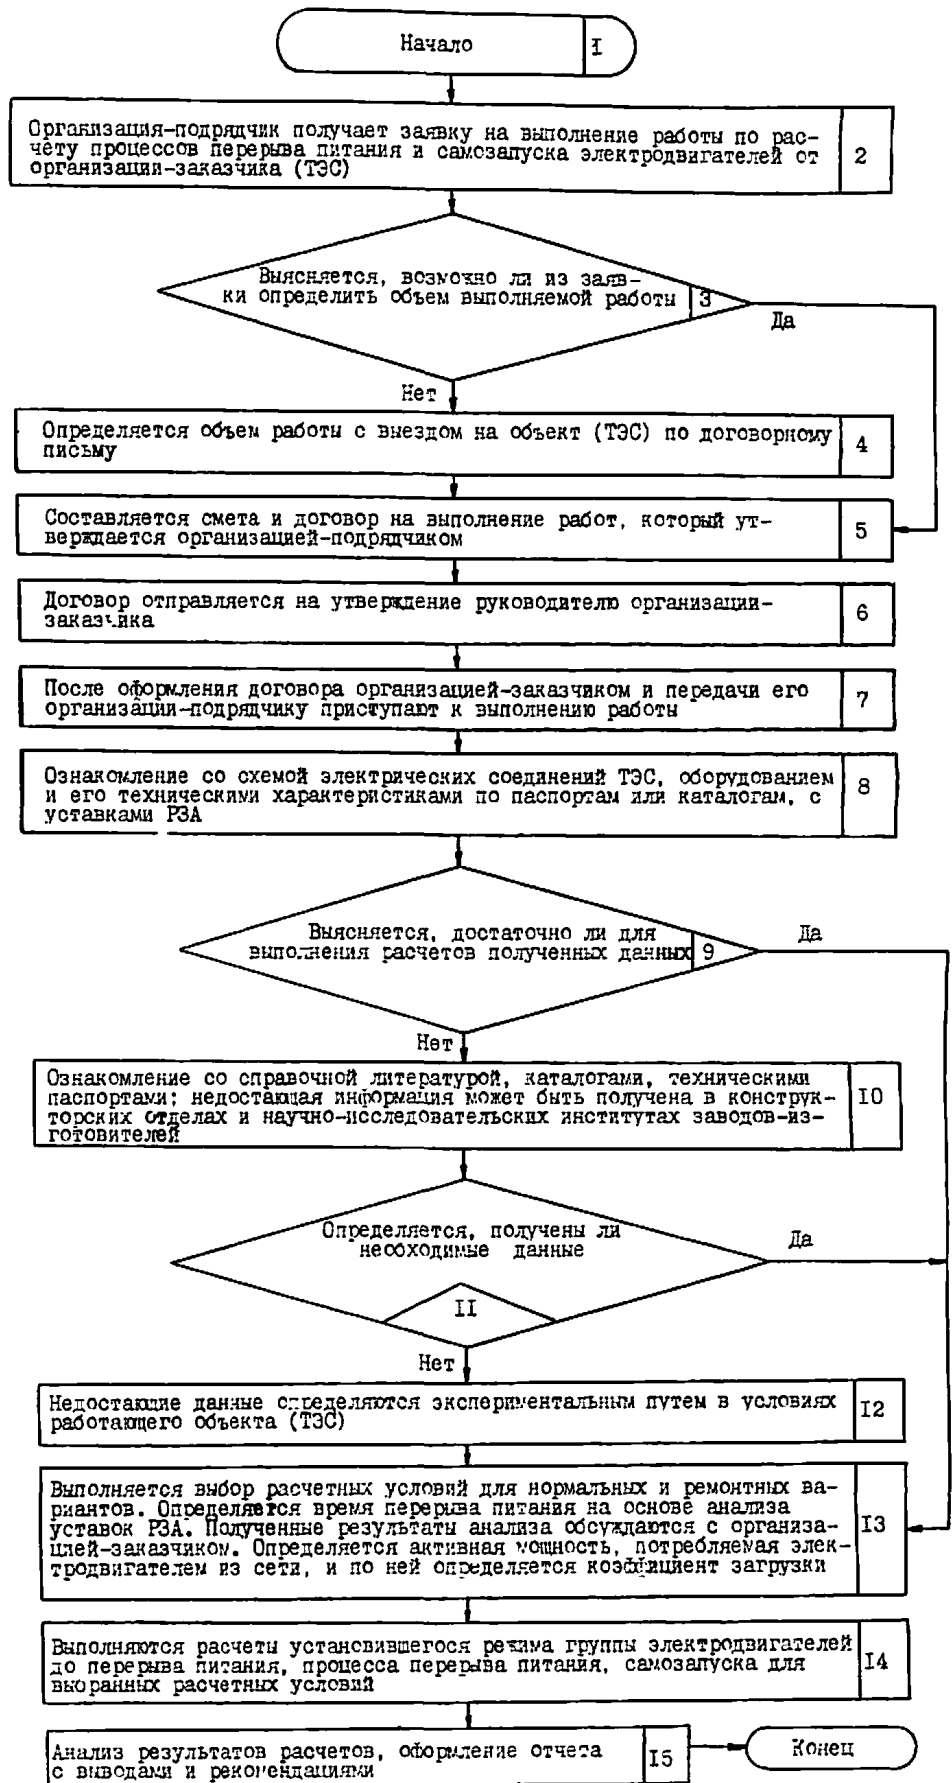 Начало
I
Организация-подрядчик получает заявку на выполнение работы по рас-
чету процессов перерыва питания и самозапуска электродвигателей от
организации-заказчика (ТЭС)
2
Выясняется, возможно ли из заяв-
ки определить объем выполняемой работы
3
Да
Нет
Определяется объем работы с выездом на объект (ТЭС) по договорному
письму
4
Составляется смета и договор на выполнение работ, который ут-
верждается организацией-подрядчиком
5
Договор отправляется на утверждение руководителю организации-
заказчика
6
После оформления договора организацией-заказчиком и передачи его
организации-подрядчику приступают к выполнению работы
7
Ознакомление со схемой электрических соединений ТЭС, оборудованием
и его техническими характеристиками по паспортам или каталогам, с
уставками РЗА
8
Выясняется, достаточно ли для
выполнения расчетов полученных данных
9
Да
Нет
Ознакомление со справочной литературой, каталогами, техническими
паспортами; недостающая информация может быть получена в конструк-
торских отделах и научно-исследовательских институтах заводов-из-
готовителей
I0
Определяется, получены ли
необходимые данные
Да
II
Нет
Недостающие данные определяются экспериментальным путем в условиях
работающего объекта (ТЭС)
I2
Выполняется выбор расчетных условий для нормальных и ремонтных ва-
риантов. Определяется время перерыва питания на основе анализа
уставок РЗА. Полученные результаты анализа обсуждаются с организа-
цией-заказчиком. Определяется активная мощность, потребляемая элек-
тродвигателем из сети, и по ней определяется коэффициент загрузки
I3
Выполняются расчеты установившегося режима группы электродвигателей
до перерыва питания, процесса перерыва питания, самозапуска для
выбранных расчетных условий
I4
Анализ результатов расчетов, оформление отчета
с выводами и рекомендациями
I5
Конец